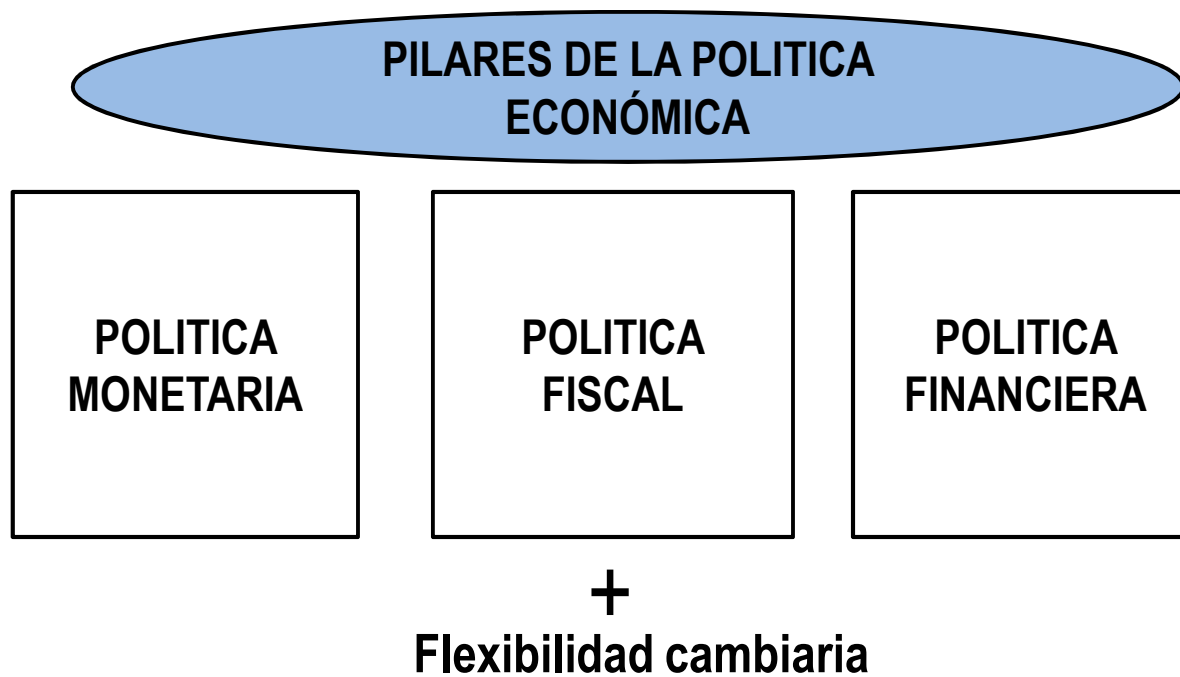 PILARES DE LA POLITICA
ECONÓMICA
POLITICA
MONETARIA
POLITICA
FISCAL
POLITICA
FINANCIERA
+
Flexibilidad cambiaria